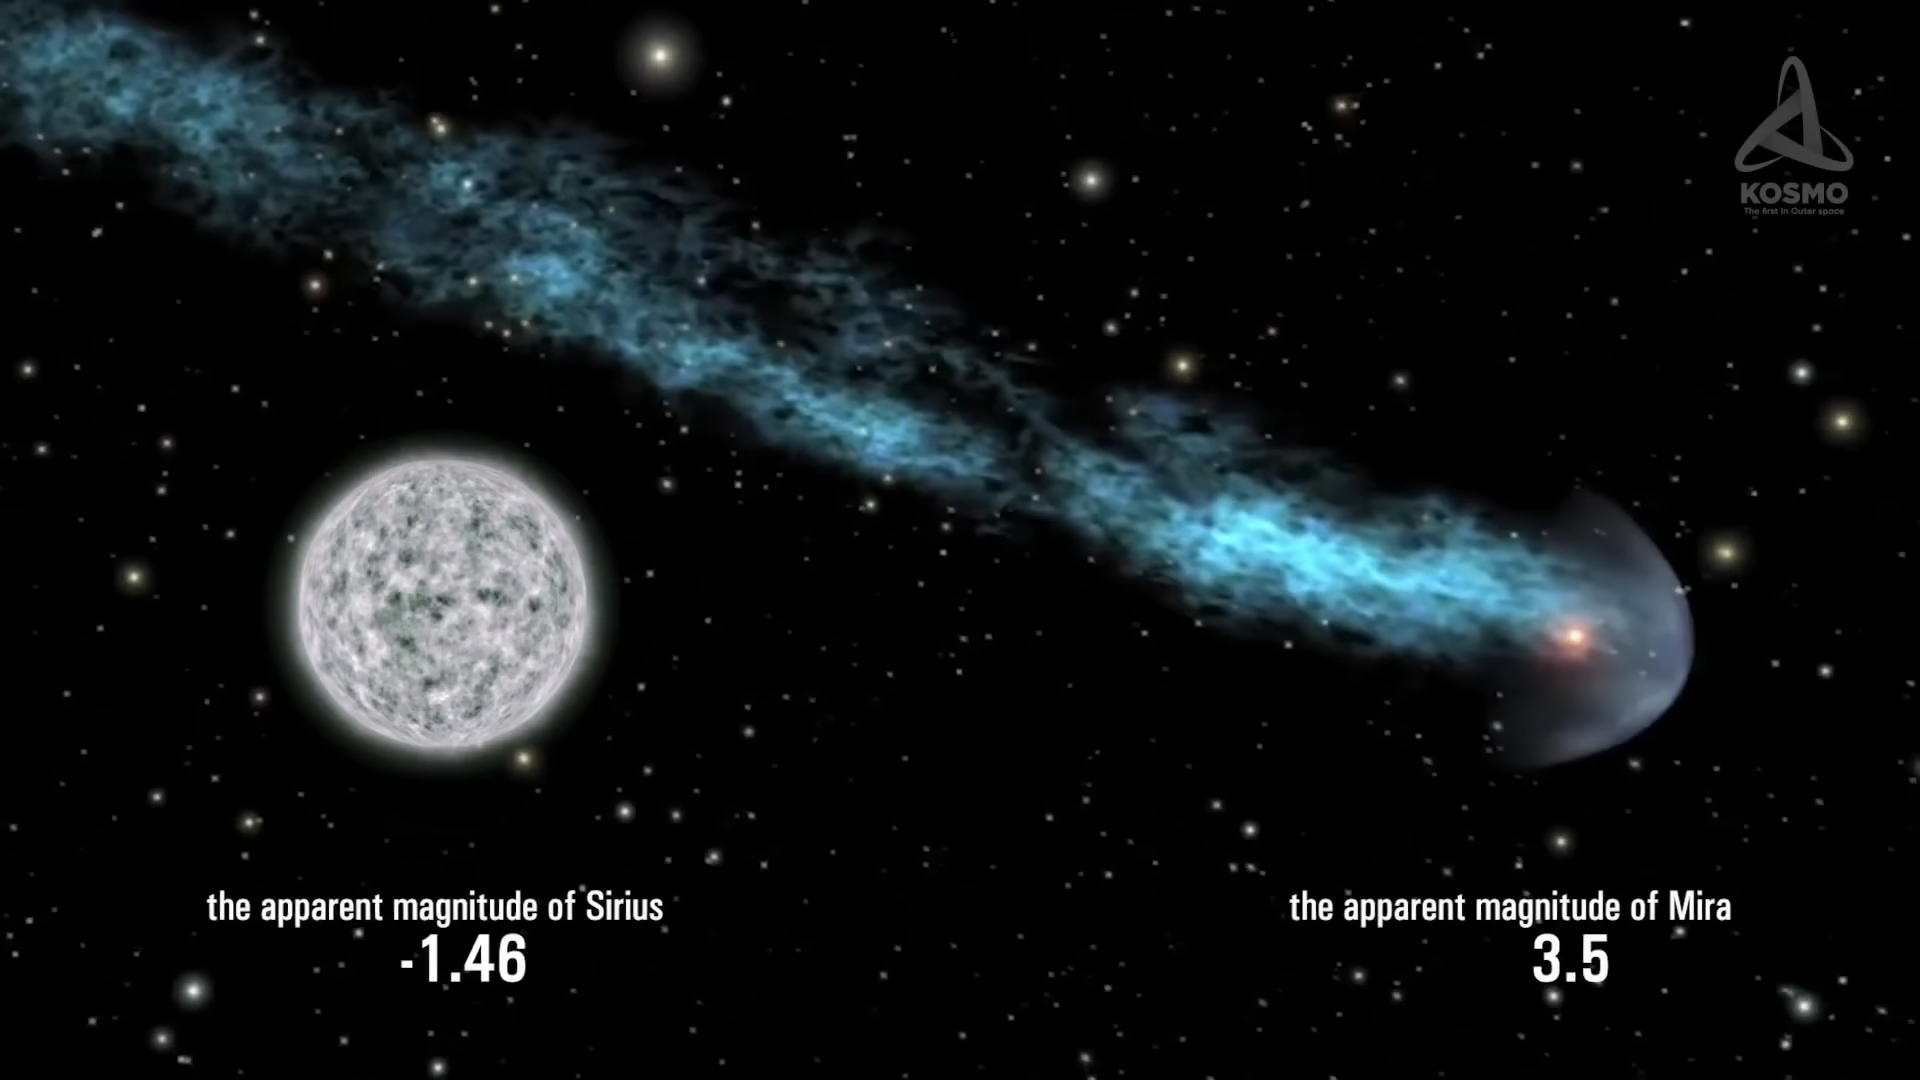 KOSMO
The first in Outer space
the apparent magnitude of Sirius
-1.46
the apparent magnitude of Mira
3.5